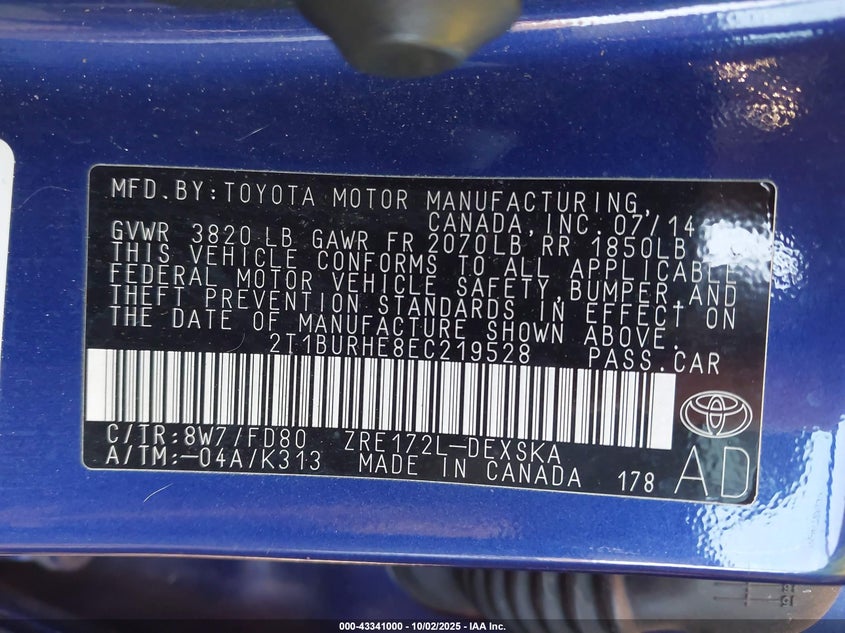 MFD.BY:TOYOTA MOTOR MANUFACTURING,
CANADA,INC. 07/14
GVWR 3820 LB GAWR FR 2070LB RR 1850LB
THIS VEHICLE CONFORMS TO ALL APPLICABLE
FEDERAL MOTOR VEHICLE SAFETY,BUMPER,AND
THEFT PREVENTION STANDARDS IN EFFECT ON
THE DATE OF MANUFACTURE SHOWN ABOVE.
2T1BURHE8EC219528 PASS.CAR
C/TR:8W7/FD80 ZRE172L-DEXSKA
A/TM:-04A/K313 MADE IN CANADA 178 AD
000-43341000 - 10/02/2025 - IAA Inc.